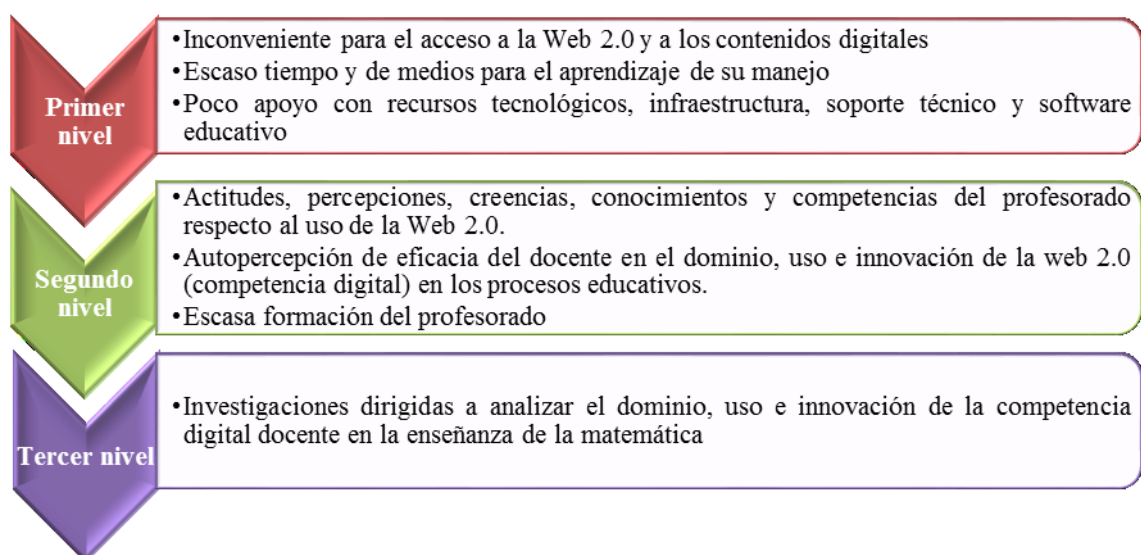 Primer
nivel
•Inconveniente para el acceso a la Web 2.0 y a los contenidos digitales
•Escaso tiempo y de medios para el aprendizaje de su manejo
•Poco apoyo con recursos tecnológicos, infraestructura, soporte técnico y software
educativo
Segundo
nivel
•Actitudes, percepciones, creencias, conocimientos y competencias del profesorado
respecto al uso de la Web 2.0.
•Autopercepción de eficacia del docente en el dominio, uso e innovación de la web 2.0
(competencia digital) en los procesos educativos.
•Escasa formación del profesorado
Tercer nivel
•Investigaciones dirigidas a analizar el dominio, uso e innovación de la competencia
digital docente en la enseñanza de la matemática